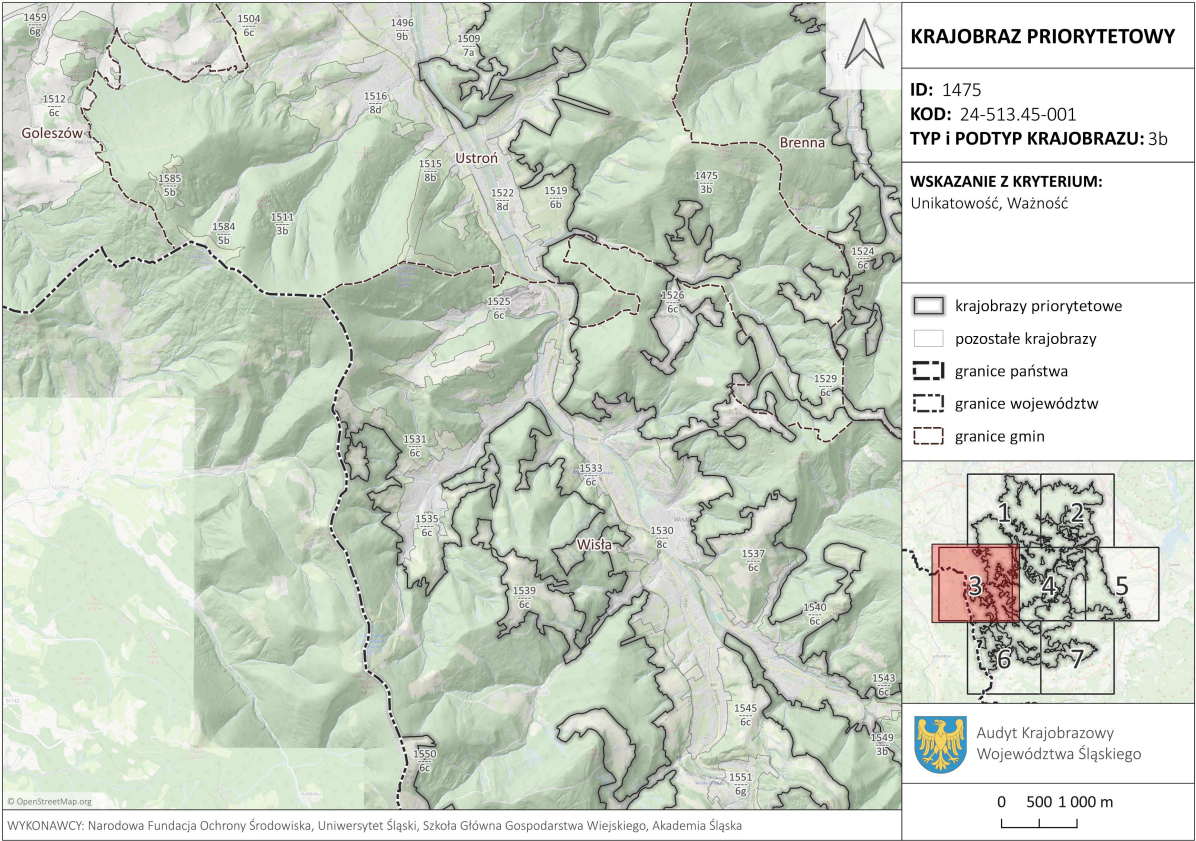 1459
6g
1504
6c
1496
9b
1509
7a
1512
6c
Goleszów
1516
8d
Ustroń
Brenna
1515
8b
1585
5b
1522
8d
1519
6b
1475
3b
1584
5b
1511
3b
1524
6c
1525
6c
1526
6c
1529
6c
1531
6c
1533
6c
1535
6c
Wisła
1530
8c
1537
6c
1539
6c
1540
6c
1543
6c
1545
6c
1549
3b
1550
6c
1551
6g
© OpenStreetMap.org
WYKONAWCY: Narodowa Fundacja Ochrony Środowiska, Uniwersytet Śląski, Szkoła Główna Gospodarstwa Wiejskiego, Akademia Śląska
KRAJOBRAZ PRIORYTETOWY
ID: 1475
KOD: 24-513.45-001
TYP i PODTYP KRAJOBRAZU: 3b
WSKAZANIE Z KRYTERIUM:
Unikatowość, Ważność
krajobrazy priorytetowe
pozostałe krajobrazy
granice państwa
granice województw
granice gmin
1
2
3
4
5
6
7
Audyt Krajobrazowy
Województwa Śląskiego
0 500 1 000 m